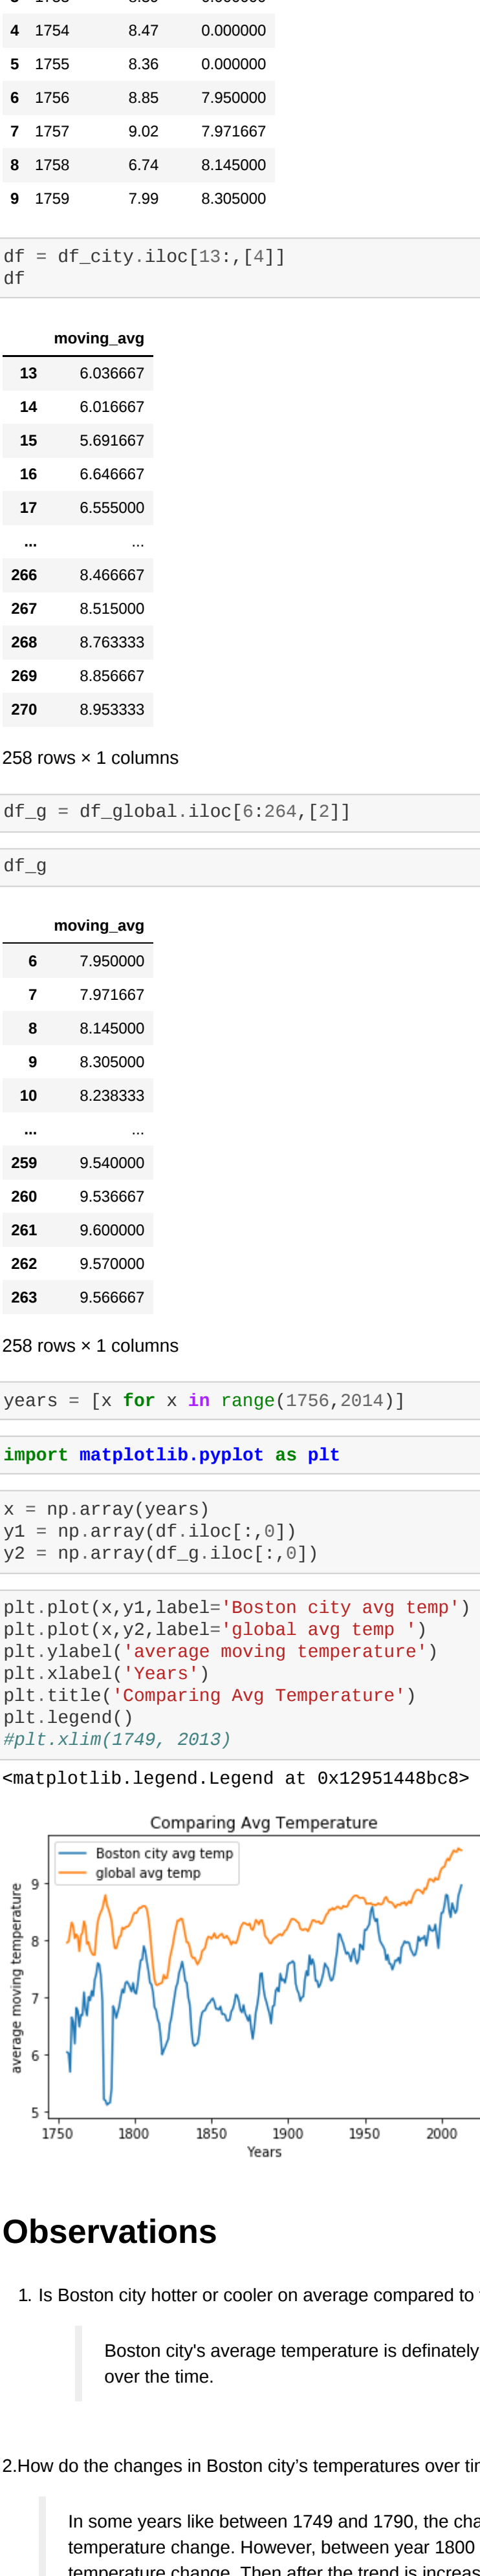 4 1754 8.47 0.000000
5 1755 8.36 0.000000
6 1756 8.85 7.950000
7 1757 9.02 7.971667
8 1758 6.74 8.145000
9 1759 7.99 8.305000
df = df_city.iloc[13:,[4]]
df
moving_avg
13 6.036667
14 6.016667
15 5.691667
16 6.646667
17 6.555000
... ...
266 8.466667
267 8.515000
268 8.763333
269 8.856667
270 8.953333
258 rows × 1 columns
df_g = df_global.iloc[6:264,[2]]
df_g
moving_avg
6 7.950000
7 7.971667
8 8.145000
9 8.305000
10 8.238333
... ...
259 9.540000
260 9.536667
261 9.600000
262 9.570000
263 9.566667
258 rows × 1 columns
years = [x for x in range(1756,2014)]
import matplotlib.pyplot as plt
x = np.array(years)
y1 = np.array(df.iloc[:,0])
y2 = np.array(df_g.iloc[:,0])
plt.plot(x,y1,label='Boston city avg temp')
plt.plot(x,y2,label='global avg temp ')
plt.ylabel('average moving temperature')
plt.xlabel('Years')
plt.title('Comparing Avg Temperature')
plt.legend()
#plt.xlim(1749, 2013)
<matplotlib.legend.Legend at 0x12951448bc8>
Comparing Avg Temperature
Boston city avg temp
global avg temp
average moving temperature
9
8
7
6
5
1750 1800 1850 1900 1950 2000
Years
Observations
1. Is Boston city hotter or cooler on average compared to
Boston city's average temperature is definately
over the time.
2.How do the changes in Boston city's temperatures over
In some years like between 1749 and 1790, the
temperature change. However, between year 1800
temperature change. Then after the trend is